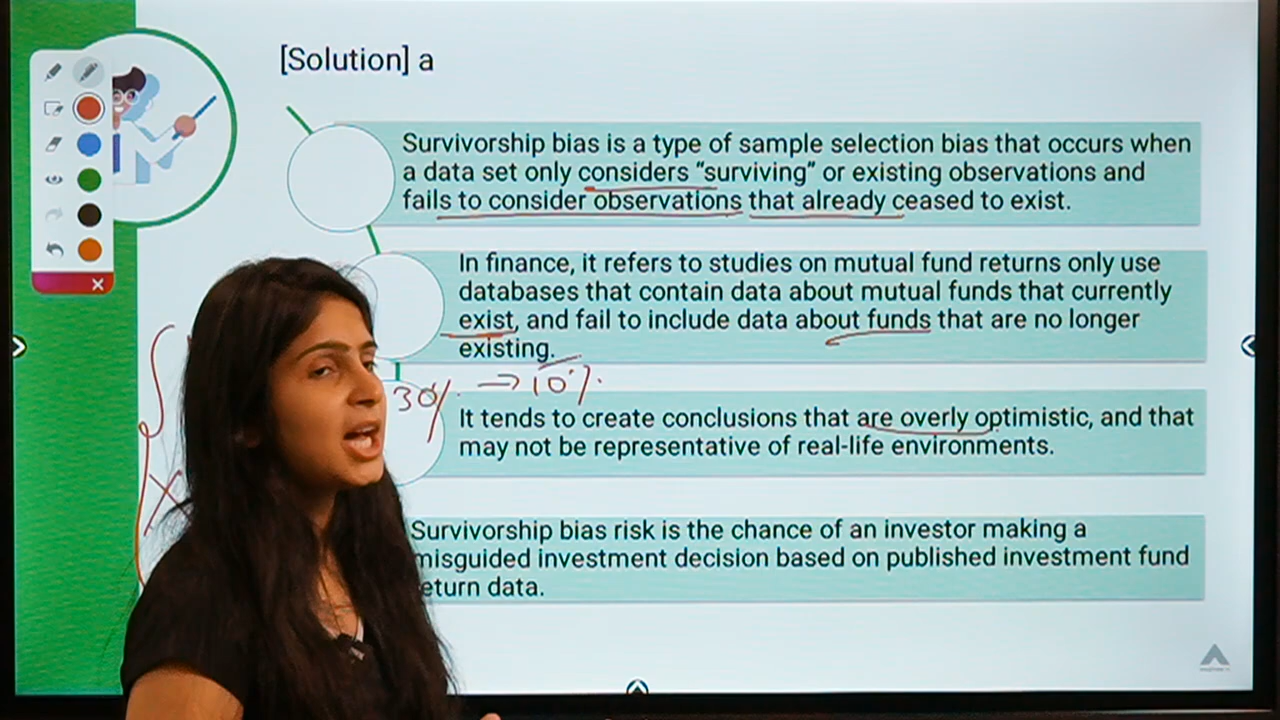 [Solution] a
Survivorship bias is a type of sample selection bias that occurs when
a data set only considers “surviving” or existing observations and
fails to consider observations that already ceased to exist.
In finance, it refers to studies on mutual fund returns only use
databases that contain data about mutual funds that currently
exist, and fail to include data about funds that are no longer
existing.
30% → 10%.
It tends to create conclusions that are overly optimistic, and that
may not be representative of real-life environments.
Survivorship bias risk is the chance of an investor making a
misguided investment decision based on published investment fund
eturn data.